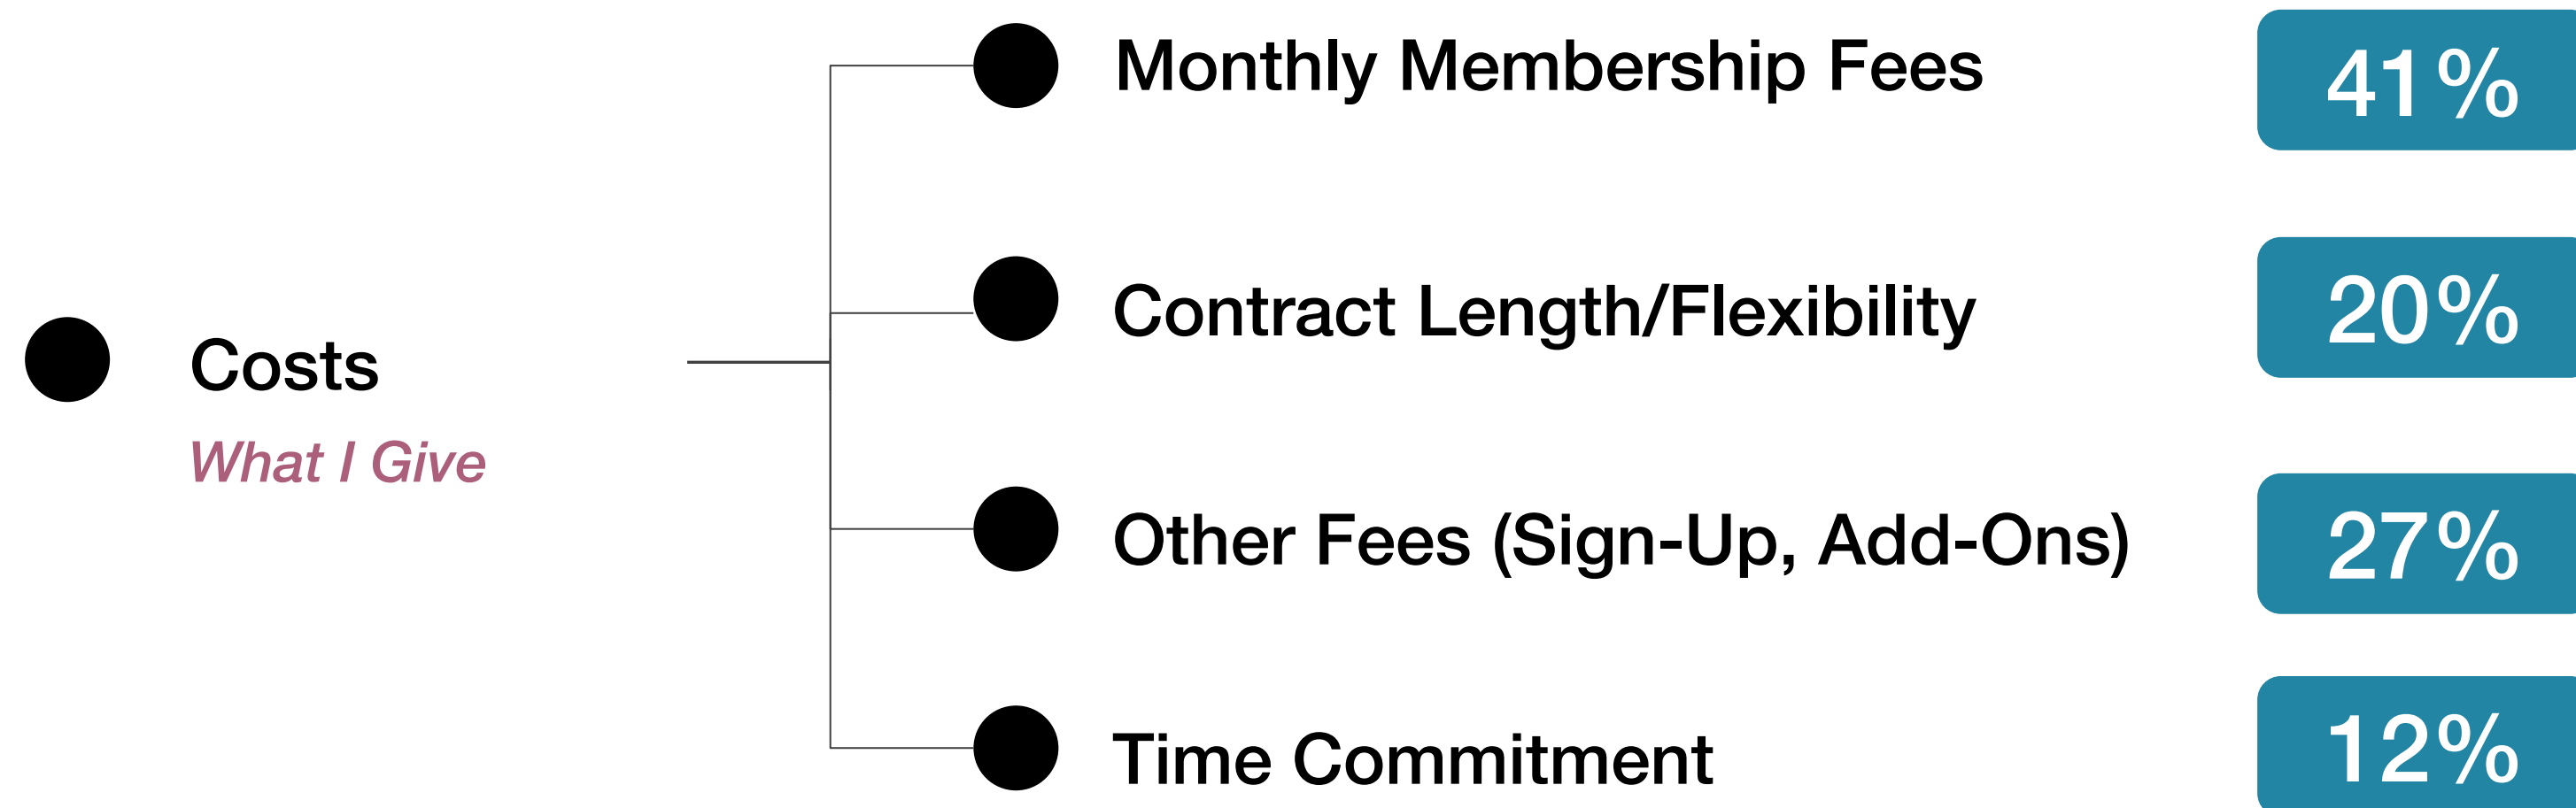 Costs
What I Give
Monthly Membership Fees
41%
Contract Length/Flexibility
20%
Other Fees (Sign-Up, Add-Ons)
27%
Time Commitment
12%